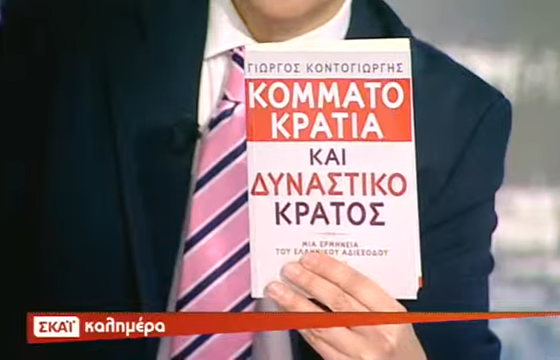 ΓΙΩΡΓΟΣ ΚΟΝΤΟΓΙΩΡΓΗΣ
ΚΟΜΜΑΤΟ
ΚΡΑΤΙΑ
ΚΑΙ
ΔΥΝΑΣΤΙΚΟ
ΚΡΑΤΟΣ
ΜΙΑ ΕΡΜΗΝΕΙΑ
ΤΟΥ ΕΛΛΗΝΙΚΟΥ ΑΔΙΕΞΟΔΟΥ
ΣΚΑΪ καλημέρα